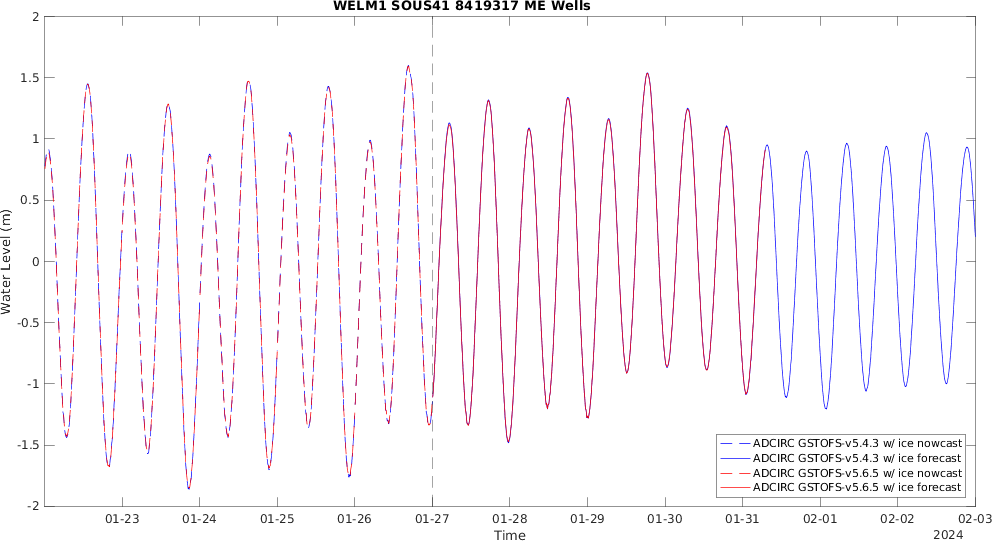 WELM1 SOUS41 8419317 ME Wells
2
1.5
1
0.5
0
-0.5
-1
-1.5
-2
Water Level (m)
ADCIRC GSTOFS-v5.4.3 w/ ice nowcast
ADCIRC GSTOFS-v5.4.3 w/ ice forecast
ADCIRC GSTOFS-v5.6.5 w/ ice nowcast
ADCIRC GSTOFS-v5.6.5 w/ ice forecast
01-23 01-24 01-25 01-26 01-27 01-28 01-29 01-30 01-31 02-01 02-02 02-03
Time
2024